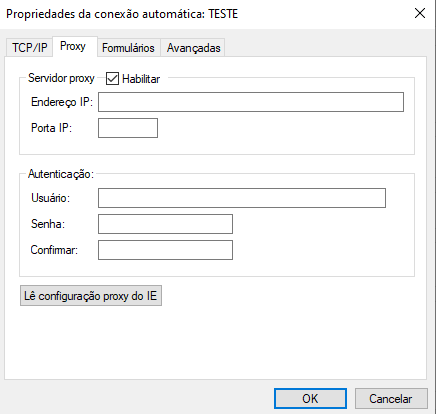 Propriedades da conexão automática: TESTE
TCP/IP Proxy Formulários Avançadas
Servidor proxy Habilitar
Endereço IP:
Porta IP:
Autenticação:
Usuário:
Senha:
Confirmar:
Lê configuração proxy do IE
OK Cancelar